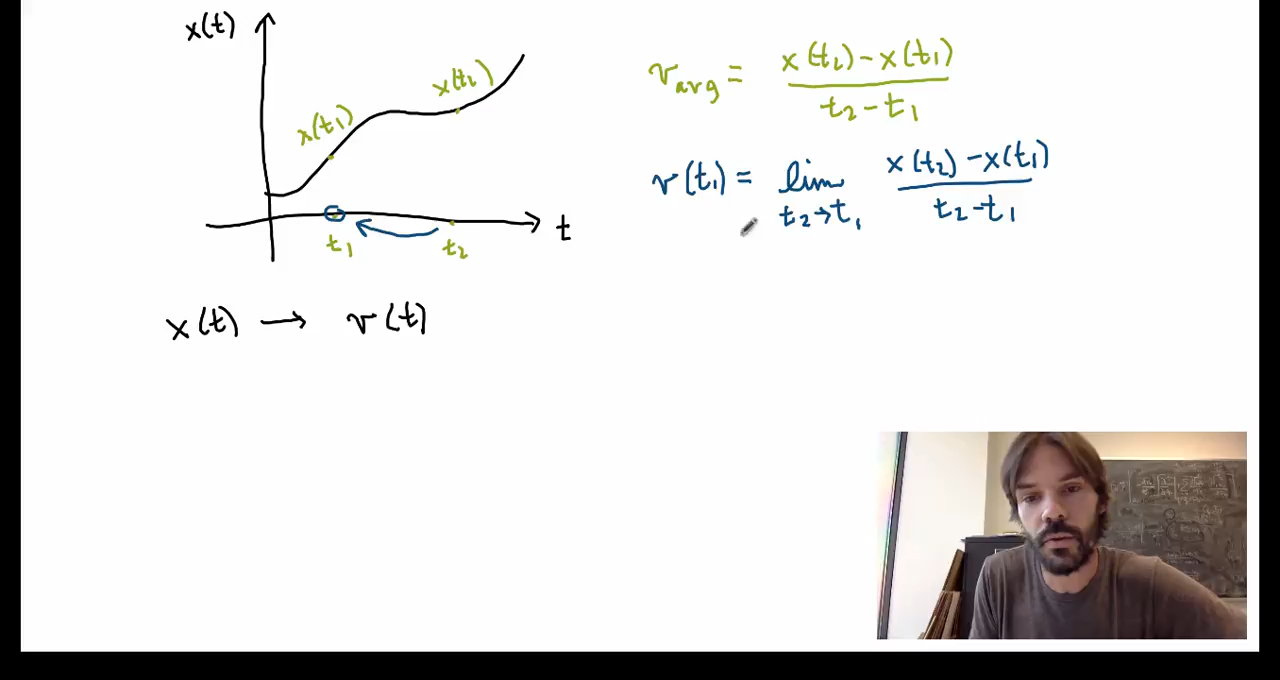 x(t)
x(t₁)
x(t₂)
t₁
t₂
t
x(t) → v(t)
v_avg = (x(t₂) - x(t₁)) / (t₂ - t₁)
v(t₁) = lim t₂→t₁ (x(t₂) - x(t₁)) / (t₂ - t₁)